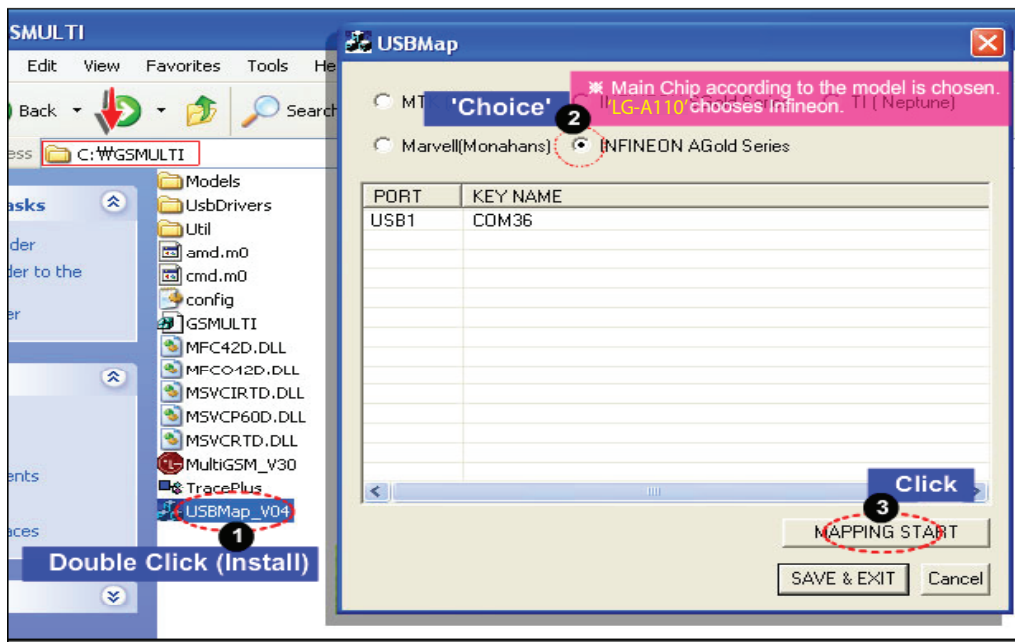 SMULTI
Edit View Favorites Tools He
Back
Search
ess C:₩GSMULTI
asks
der
der to the
er
ents
aces
Models
UsbDrivers
Util
amd.m0
cmd.m0
config
GSMULTI
MFC42D.DLL
MFCO42D.DLL
MSVCIRTD.DLL
MSVCP60D.DLL
MSVCRTD.DLL
MultiGSM_V30
TracePlus
USBMap_V04
1
Double Click (Install)
USBMap
※ Main Chip according to the model is chosen.
'LG-A110' chooses Infineon.
MT
'Choice'
2
TI ( Neptune)
Marvell(Monahans) INFINEON AGold Series
PORT KEY NAME
USB1 COM36
Click
3
MAPPING START
SAVE & EXIT Cancel